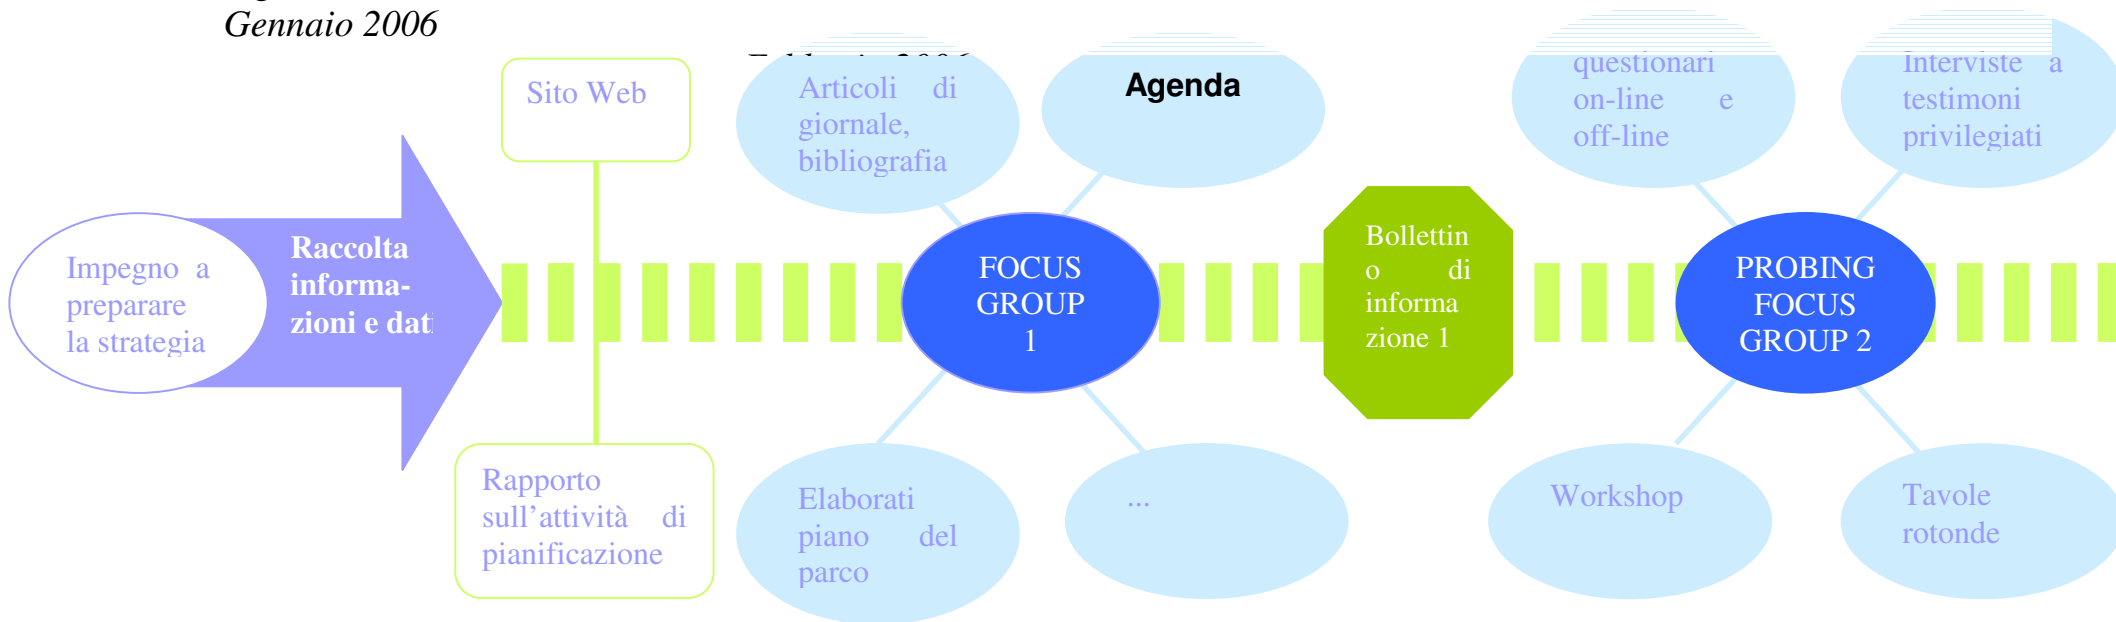 Gennaio 2006
Sito Web
Articoli di
giornale,
bibliografia
Agenda
questionari
on-line e
off-line
Interviste a
testimoni
privilegiati
Impegno a
preparare
la strategia
Raccolta
informa-
zioni e dati
FOCUS
GROUP
1
Bollettin
o di
informa
zione 1
PROBING
FOCUS
GROUP 2
Rapporto
sull’attività di
pianificazione
Elaborati
piano del
parco
...
Workshop
Tavole
rotonde